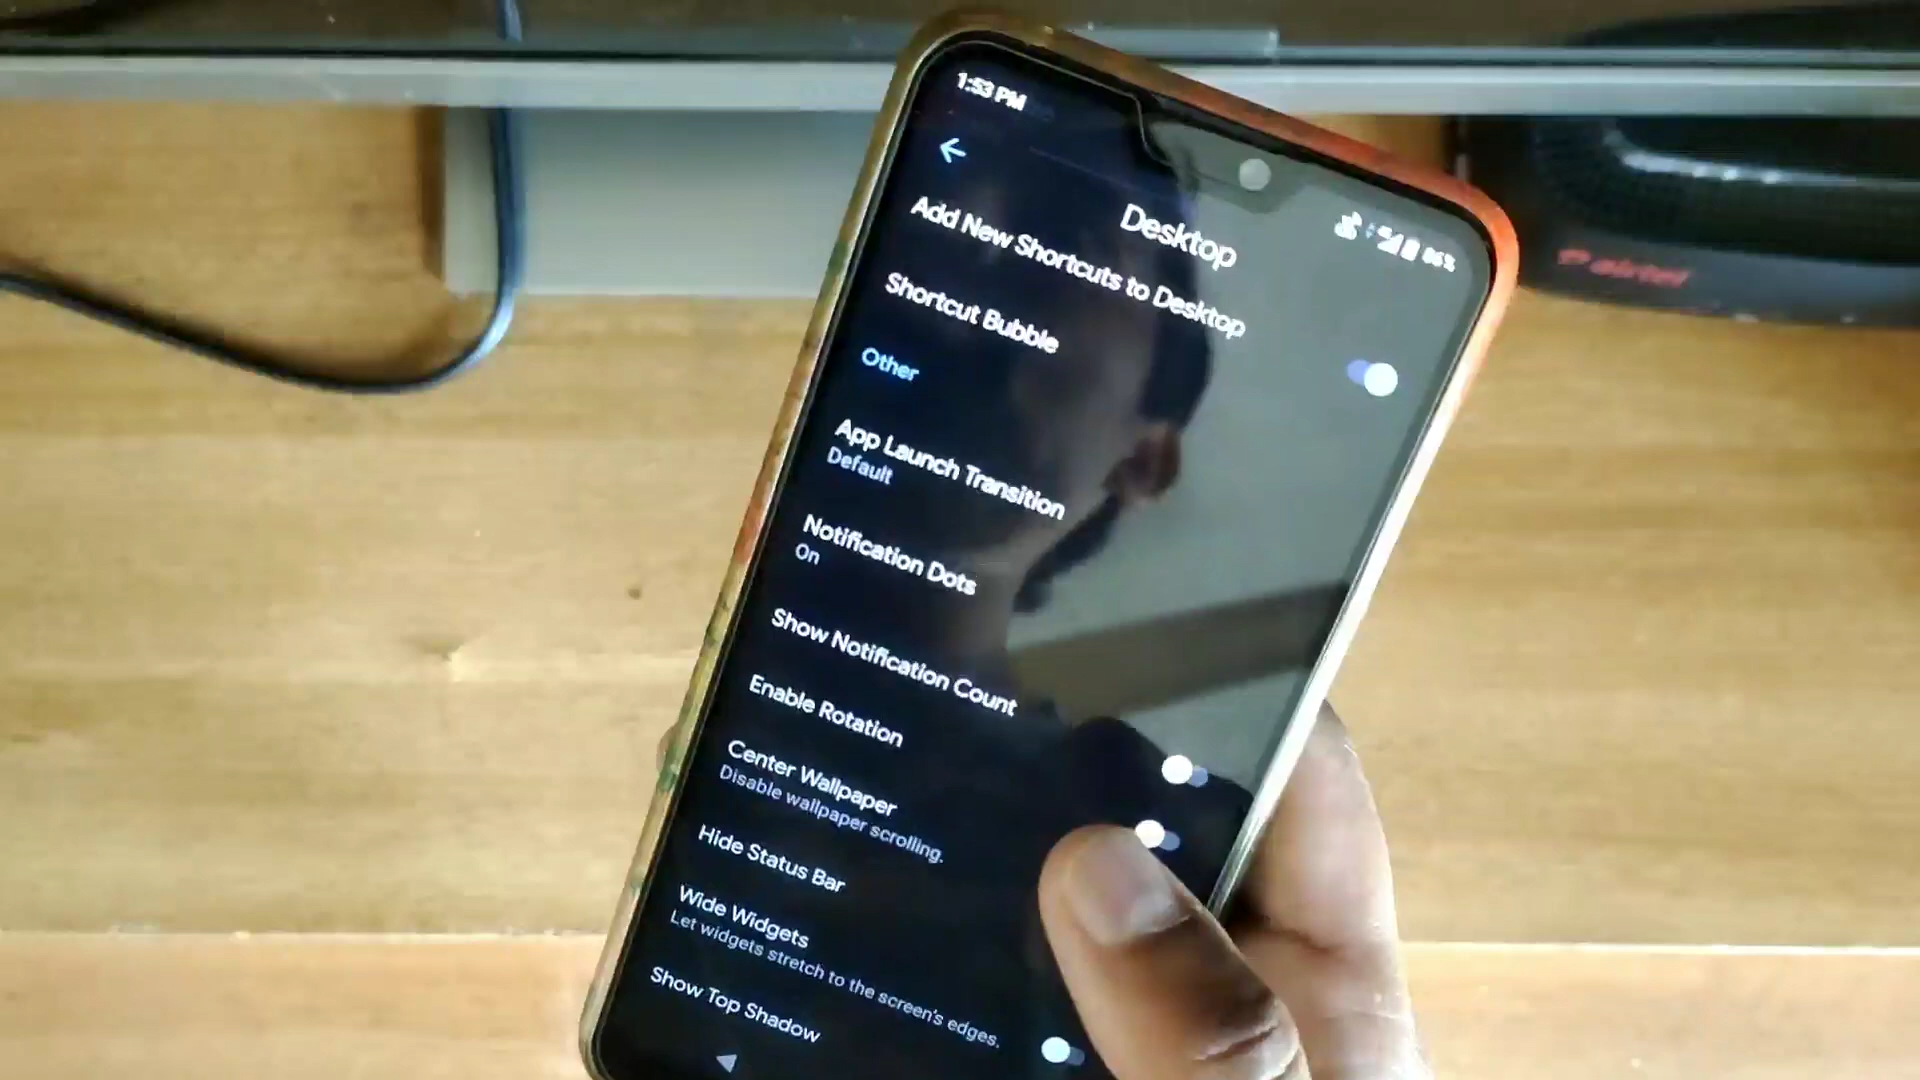 1:53 PM
86%
Desktop
Add New Shortcuts to Desktop
Shortcut Bubble
Other
App Launch Transition
Default
Notification Dots
On
Show Notification Count
Enable Rotation
Center Wallpaper
Disable wallpaper scrolling.
Hide Status Bar
Wide Widgets
Let widgets stretch to the screen's edges.
Show Top Shadow
airtel